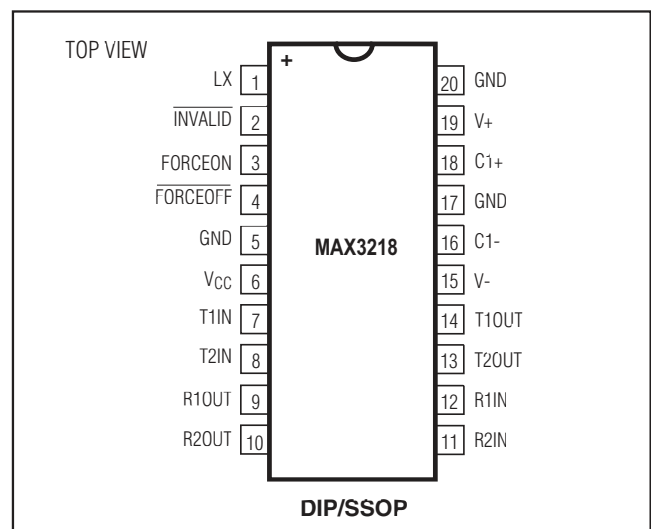 TOP VIEW
+
LX 1
INVALID 2
FORCEON 3
FORCEOFF 4
GND 5
VCC 6
T1IN 7
T2IN 8
R1OUT 9
R2OUT 10
MAX3218
20 GND
19 V+
18 C1+
17 GND
16 C1-
15 V-
14 T1OUT
13 T2OUT
12 R1IN
11 R2IN
DIP/SSOP